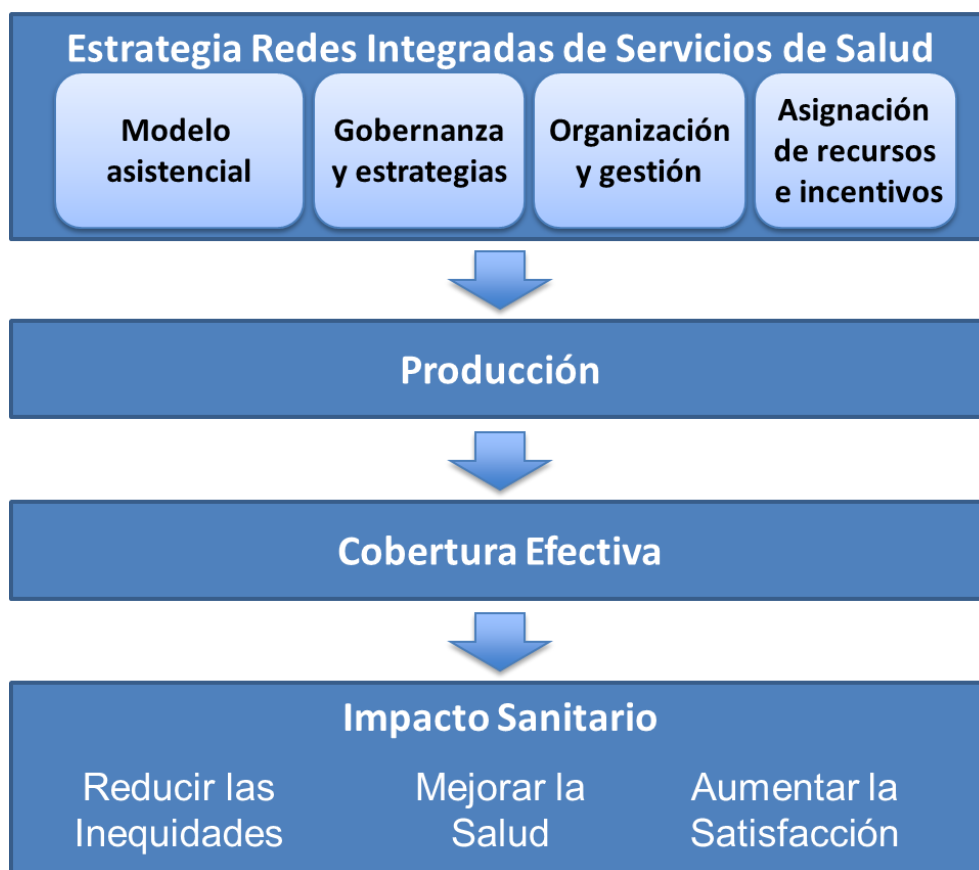 Estrategia Redes Integradas de Servicios de Salud
Modelo
asistencial
Gobernanza
y estrategias
Organización
y gestión
Asignación
de recursos
e incentivos
Producción
Cobertura Efectiva
Impacto Sanitario
Reducir las
Inequidades
Mejorar la
Salud
Aumentar la
Satisfacción